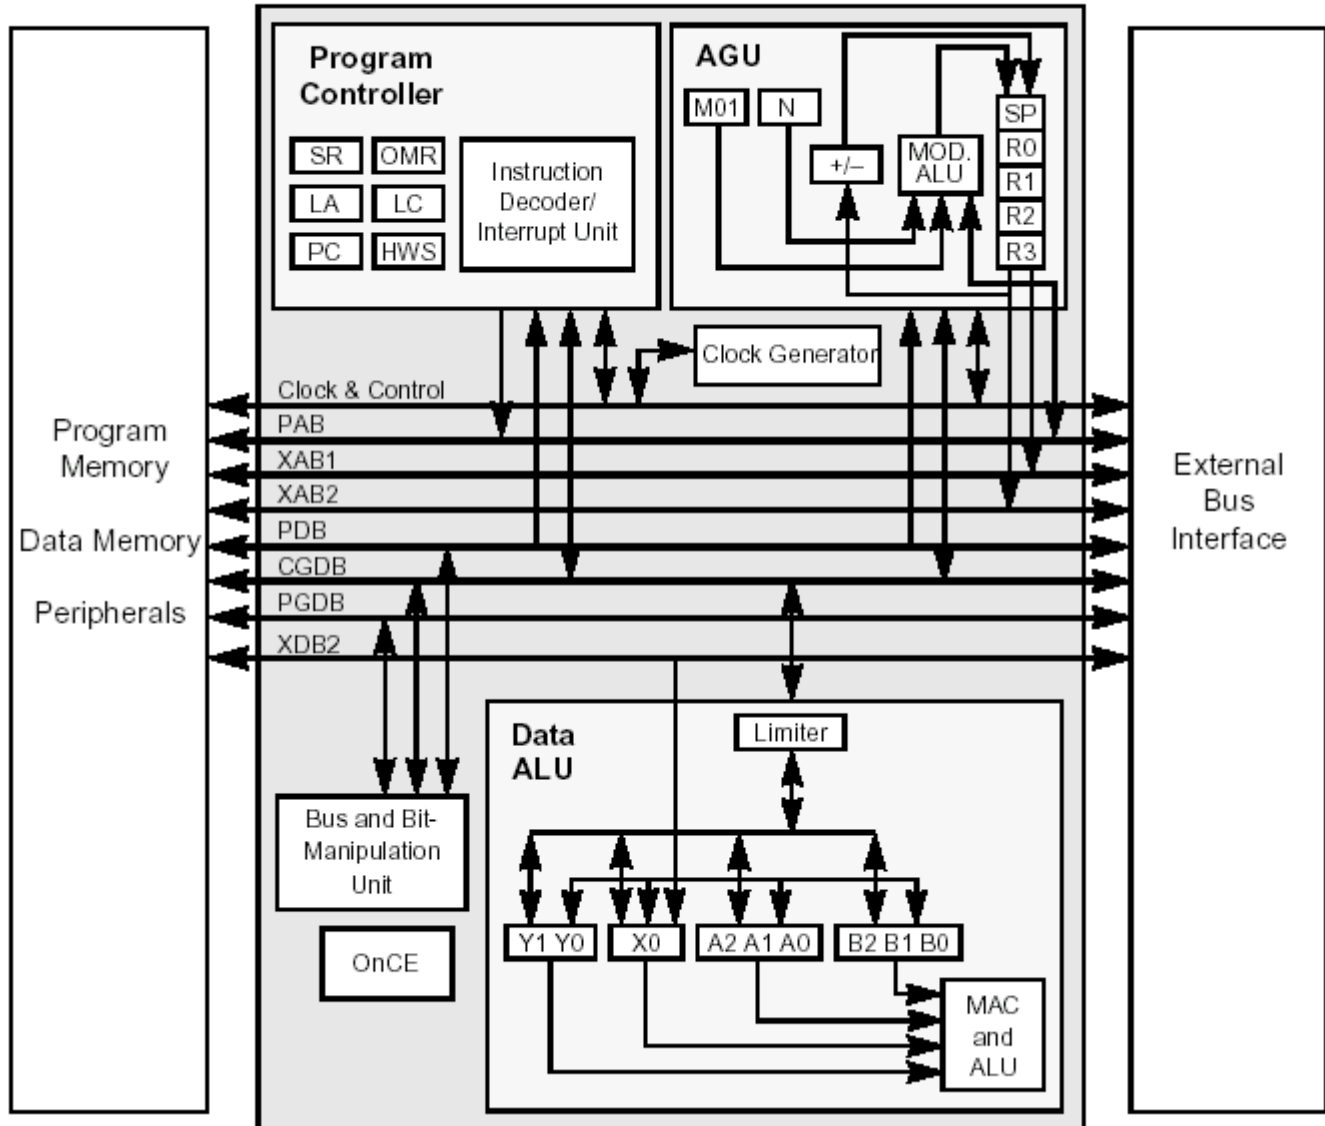 Program
Controller
SR
OMR
LA
LC
PC
HWS
Instruction
Decoder/
Interrupt Unit
AGU
M01
N
+/–
MOD.
ALU
SP
R0
R1
R2
R3
Clock Generator
Clock & Control
PAB
XAB1
XAB2
PDB
CGDB
PGDB
XDB2
Program
Memory
Data Memory
Peripherals
External
Bus
Interface
Bus and Bit-
Manipulation
Unit
OnCE
Data
ALU
Limiter
Y1 Y0
X0
A2 A1 A0
B2 B1 B0
MAC
and
ALU